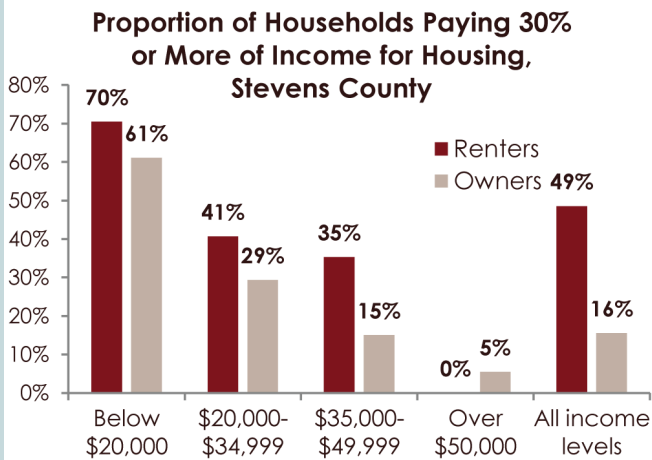 Proportion of Households Paying 30%
or More of Income for Housing,
Stevens County
80%
70%
60%
50%
40%
30%
20%
10%
0%
70%
61%
41%
29%
35%
15%
0%
5%
49%
16%
Renters
Owners
Below
$20,000
$20,000-
$34,999
$35,000-
$49,999
Over
$50,000
All income
levels